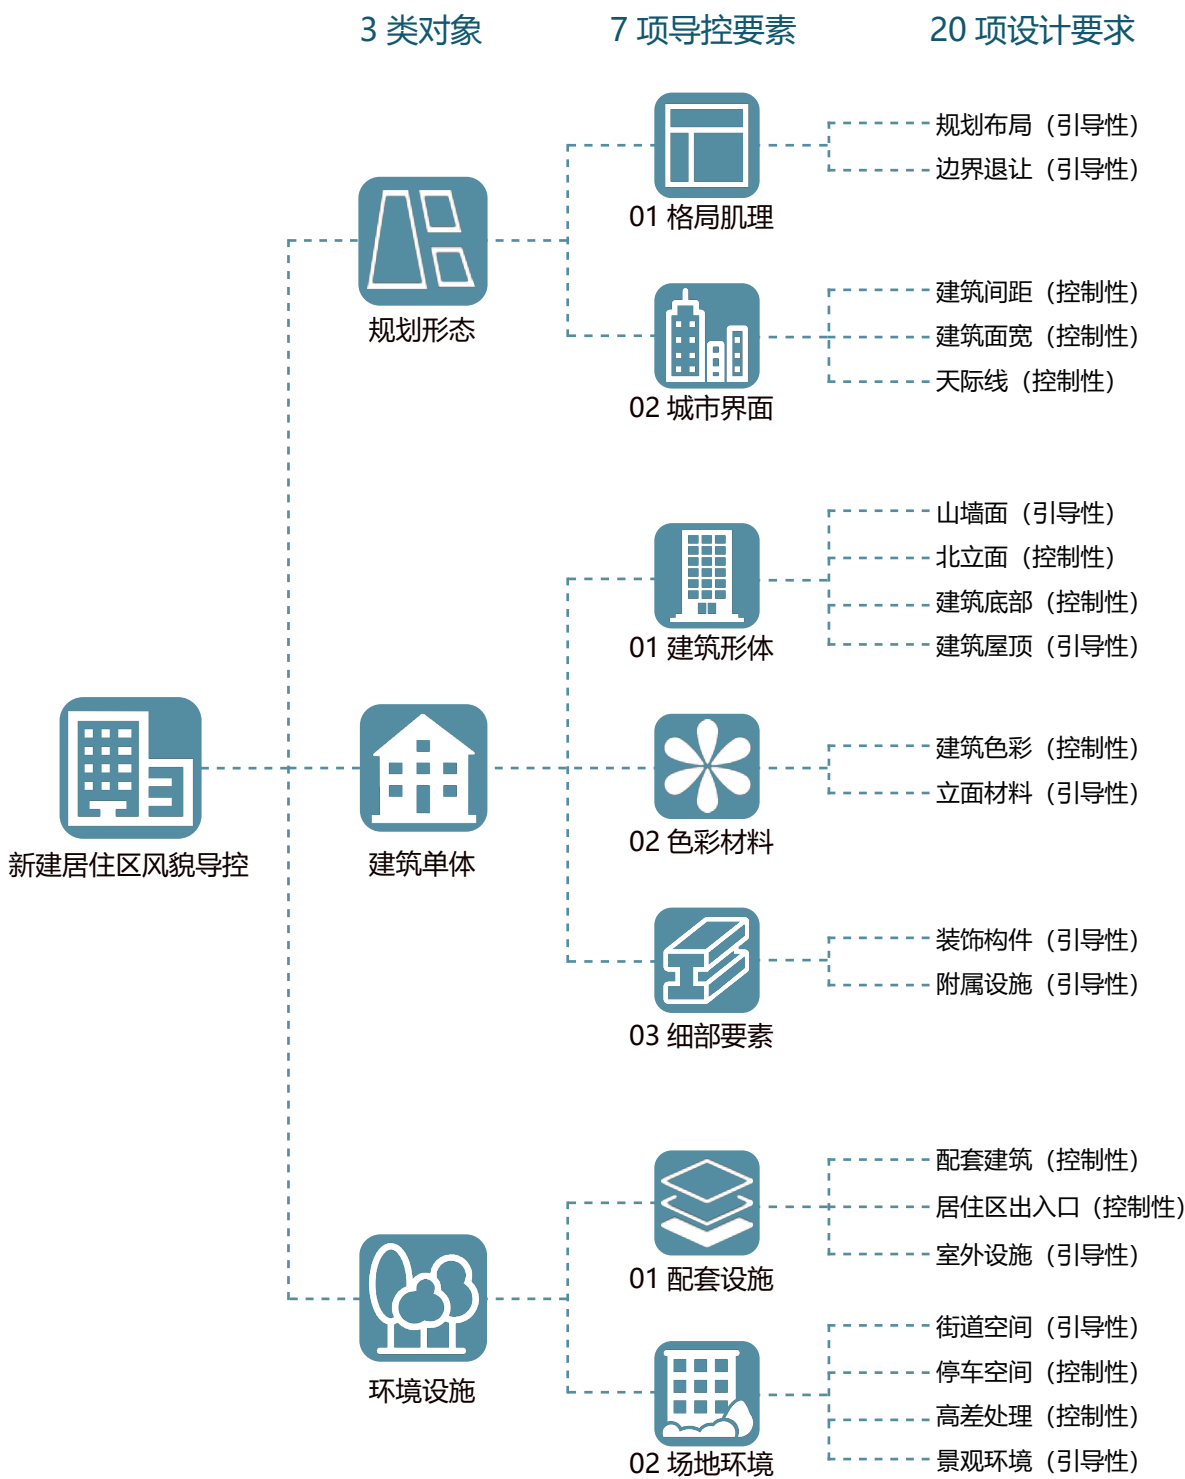 3 类对象
7 项导控要素
20 项设计要求
规划布局（引导性）
边界退让（引导性）
01 格局肌理
规划形态
建筑间距（控制性）
建筑面宽（控制性）
天际线（控制性）
02 城市界面
山墙面（引导性）
北立面（控制性）
建筑底部（控制性）
建筑屋顶（引导性）
01 建筑形体
建筑色彩（控制性）
立面材料（引导性）
02 色彩材料
新建居住区风貌导控
建筑单体
装饰构件（引导性）
附属设施（引导性）
03 细部要素
配套建筑（控制性）
居住区出入口（控制性）
室外设施（引导性）
01 配套设施
环境设施
街道空间（引导性）
停车空间（控制性）
高差处理（控制性）
景观环境（引导性）
02 场地环境